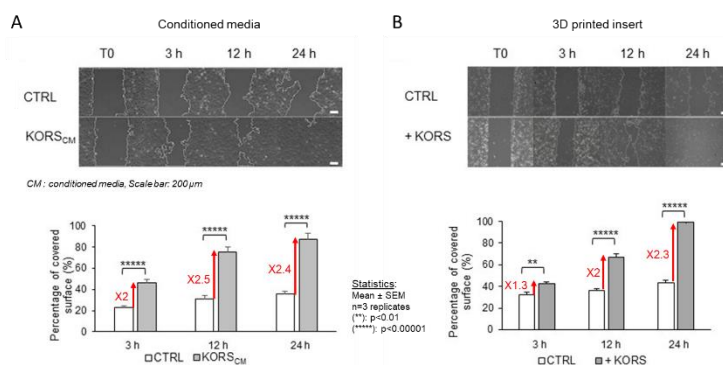 A
Conditioned media
T0 3 h 12 h 24 h
CTRL
KORSCM
CM : conditioned media, Scale bar: 200 µm
Percentage of covered surface (%)
100
80
60
40
20
0
***** ***** *****
X2 X2.5 X2.4
3 h 12 h 24 h
CTRL KORSCM
Statistics:
Mean ± SEM
n=3 replicates
(**): p<0.01
(*****): p<0.00001
B
3D printed insert
T0 3 h 12 h 24 h
CTRL
+ KORS
Percentage of covered surface (%)
100
80
60
40
20
0
** ***** *****
X1.3 X2 X2.3
3 h 12 h 24 h
CTRL + KORS